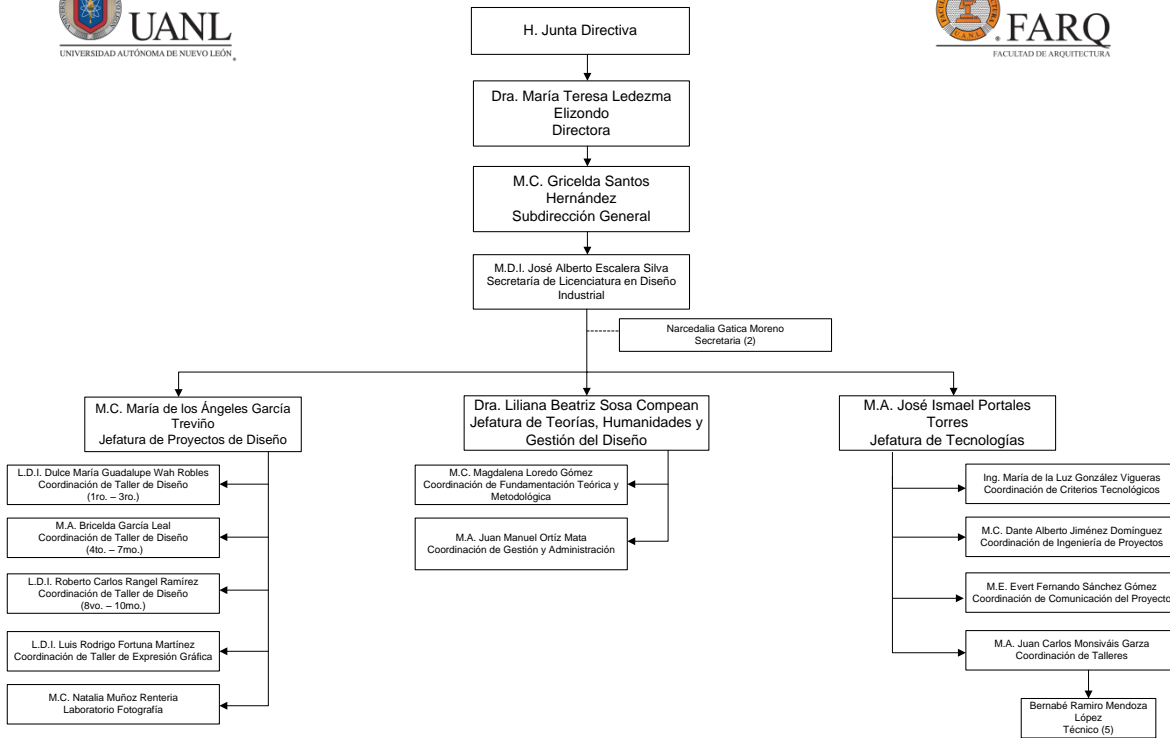 UANL
UNIVERSIDAD AUTÓNOMA DE NUEVO LEÓN
FARQ
FACULTAD DE ARQUITECTURA
H. Junta Directiva
Dra. María Teresa Ledezma
Elizondo
Directora
M.C. Gricelda Santos
Hernández
Subdirección General
M.D.I. José Alberto Escalera Silva
Secretaría de Licenciatura en Diseño
Industrial
Narcedalia Gatica Moreno
Secretaria (2)
M.C. María de los Ángeles García
Treviño
Jefatura de Proyectos de Diseño
Dra. Liliana Beatriz Sosa Compean
Jefatura de Teorías, Humanidades y
Gestión del Diseño
M.A. José Ismael Portales
Torres
Jefatura de Tecnologías
L.D.I. Dulce María Guadalupe Wah Robles
Coordinación de Taller de Diseño
(1ro. – 3ro.)
M.A. Bricelda García Leal
Coordinación de Taller de Diseño
(4to. – 7mo.)
L.D.I. Roberto Carlos Rangel Ramírez
Coordinación de Taller de Diseño
(8vo. – 10mo.)
L.D.I. Luis Rodrigo Fortuna Martínez
Coordinación de Taller de Expresión Gráfica
M.C. Natalia Muñoz Renteria
Laboratorio Fotografía
M.C. Magdalena Loredo Gómez
Coordinación de Fundamentación Teórica y
Metodológica
M.A. Juan Manuel Ortíz Mata
Coordinación de Gestión y Administración
Ing. María de la Luz González Vigueras
Coordinación de Criterios Tecnológicos
M.C. Dante Alberto Jiménez Domínguez
Coordinación de Ingeniería de Proyectos
M.E. Evert Fernando Sánchez Gómez
Coordinación de Comunicación del Proyecto
M.A. Juan Carlos Monsiváis Garza
Coordinación de Talleres
Bernabé Ramiro Mendoza
López
Técnico (5)